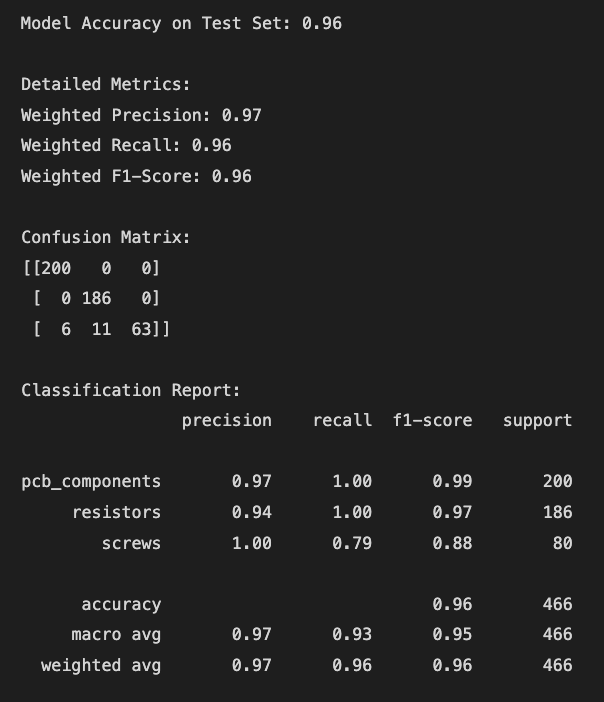 Model Accuracy on Test Set: 0.96
Detailed Metrics:
Weighted Precision: 0.97
Weighted Recall: 0.96
Weighted F1-Score: 0.96
Confusion Matrix:
[[200   0   0]
 [  0 186   0]
 [  6  11  63]]
Classification Report:
                precision    recall  f1-score   support
pcb_components       0.97      1.00      0.99       200
     resistors       0.94      1.00      0.97       186
        screws       1.00      0.79      0.88        80
      accuracy                           0.96       466
     macro avg       0.97      0.93      0.95       466
  weighted avg       0.97      0.96      0.96       466